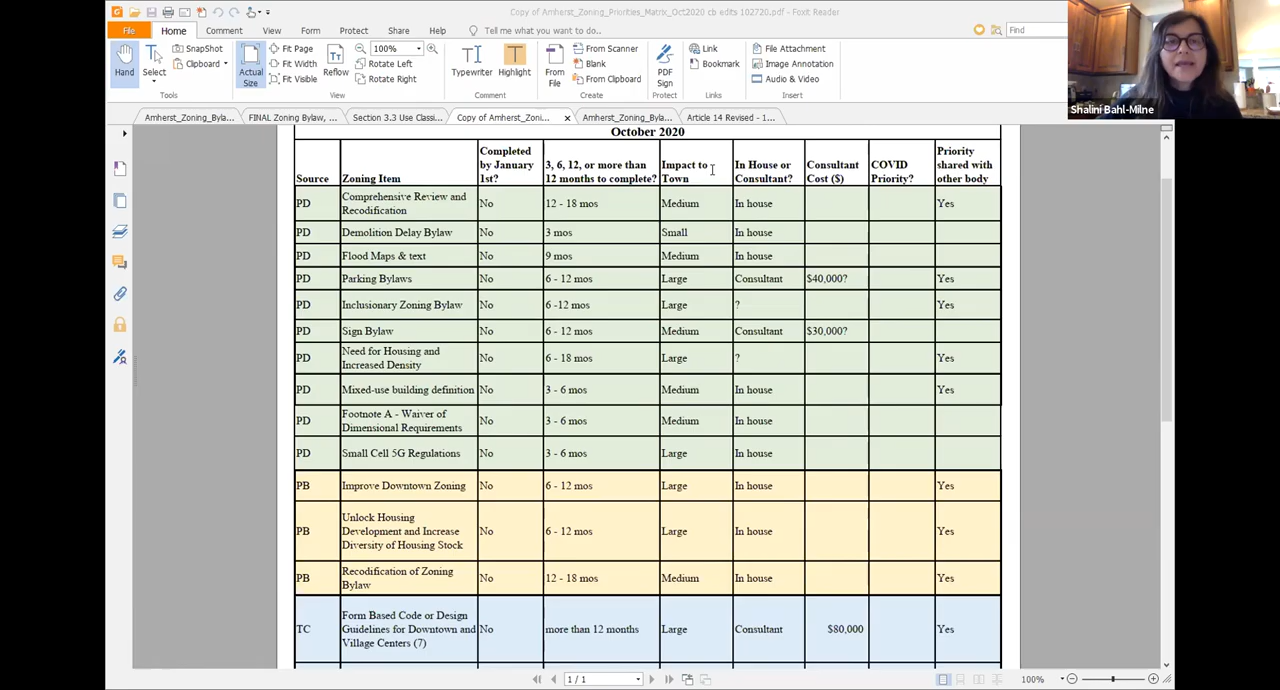 Copy of Amherst_Zoning_Priorities_Matrix_Oct2020 cb edits 102720.pdf - Foxit Reader
File Home Comment View Form Protect Share Help Tell me what you want to do.. Find
Hand Select SnapShot Clipboard Actual Size Fit Page Fit Width Fit Visible Reflow 100% Rotate Left Rotate Right Typewriter Highlight From File From Scanner Blank From Clipboard PDF Sign Link Bookmark File Attachment Image Annotation Audio & Video
Tools View Comment Create Protect Links Insert
Shalini Bahl-Milne
Amherst_Zoning_Byla... FINAL Zoning Bylaw, ... Section 3.3 Use Classi... Copy of Amherst_Zoni... Amherst_Zoning_Byla... Article 14 Revised - 1...
October 2020
Source Zoning Item Completed by January 1st? 3, 6, 12, or more than 12 months to complete? Impact to Town In House or Consultant? Consultant Cost ($) COVID Priority? Priority shared with other body
PD Comprehensive Review and Recodification No 12 - 18 mos Medium In house Yes
PD Demolition Delay Bylaw No 3 mos Small In house
PD Flood Maps & text No 9 mos Medium In house
PD Parking Bylaws No 6 - 12 mos Large Consultant $40,000? Yes
PD Inclusionary Zoning Bylaw No 6 -12 mos Large ? Yes
PD Sign Bylaw No 6 - 12 mos Medium Consultant $30,000?
PD Need for Housing and Increased Density No 6 - 18 mos Large ? Yes
PD Mixed-use building definition No 3 - 6 mos Medium In house Yes
PD Footnote A - Waiver of Dimensional Requirements No 3 - 6 mos Medium In house
PD Small Cell 5G Regulations No 3 - 6 mos Large In house
PB Improve Downtown Zoning No 6 - 12 mos Large In house Yes
PB Unlock Housing Development and Increase Diversity of Housing Stock No 6 - 12 mos Large In house Yes
PB Recodification of Zoning Bylaw No 12 - 18 mos Medium In house Yes
TC Form Based Code or Design Guidelines for Downtown and Village Centers (7) No more than 12 months Large Consultant $80,000 Yes
1 / 1 100%